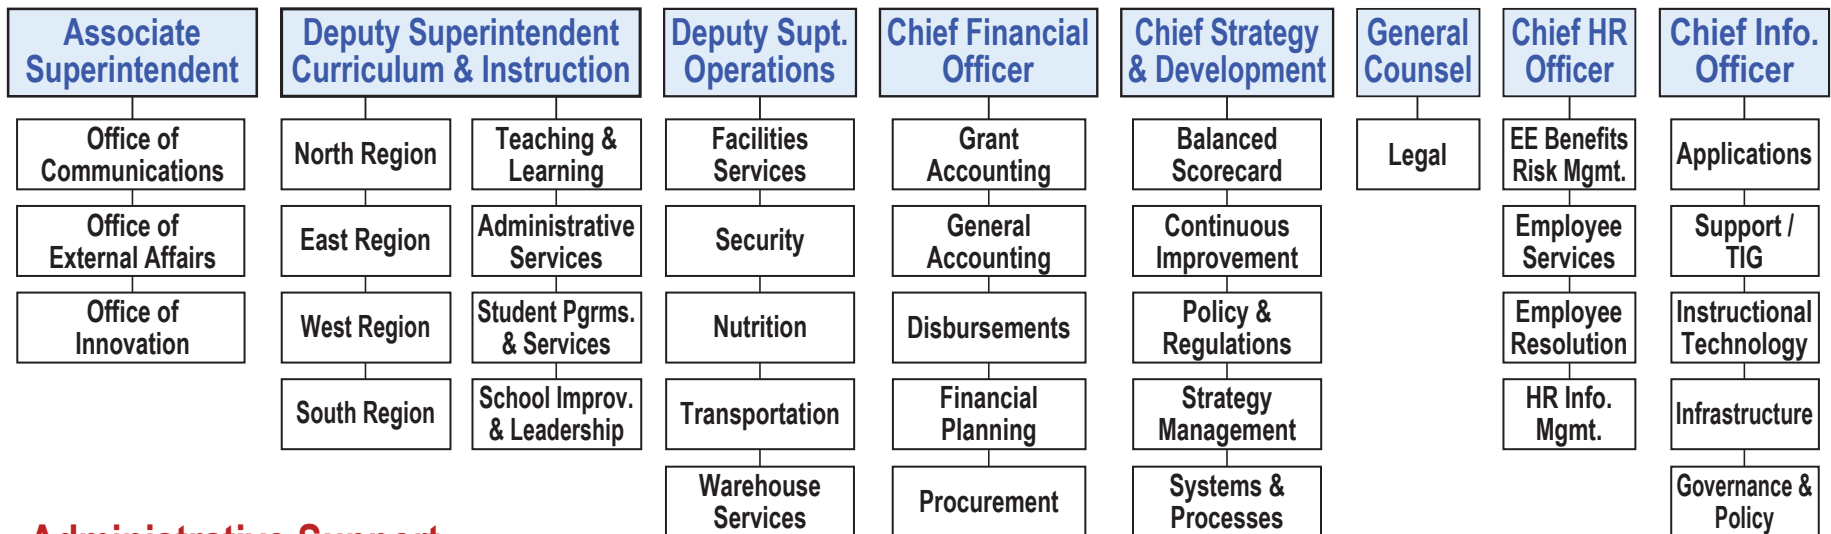 Associate
Superintendent
Office of
Communications
Office of
External Affairs
Office of
Innovation
Deputy Superintendent
Curriculum & Instruction
North Region
East Region
West Region
South Region
Teaching &
Learning
Administrative
Services
Student Pgrms.
& Services
School Improv.
& Leadership
Deputy Supt.
Operations
Facilities
Services
Security
Nutrition
Transportation
Warehouse
Services
Chief Financial
Officer
Grant
Accounting
General
Accounting
Disbursements
Financial
Planning
Procurement
Chief Strategy
& Development
Balanced
Scorecard
Continuous
Improvement
Policy &
Regulations
Strategy
Management
Systems &
Processes
General
Counsel
Legal
Chief HR
Officer
EE Benefits
Risk Mgmt.
Employee
Services
Employee
Resolution
HR Info.
Mgmt.
Chief Info.
Officer
Applications
Support /
TIG
Instructional
Technology
Infrastructure
Governance &
Policy
Administrative Support